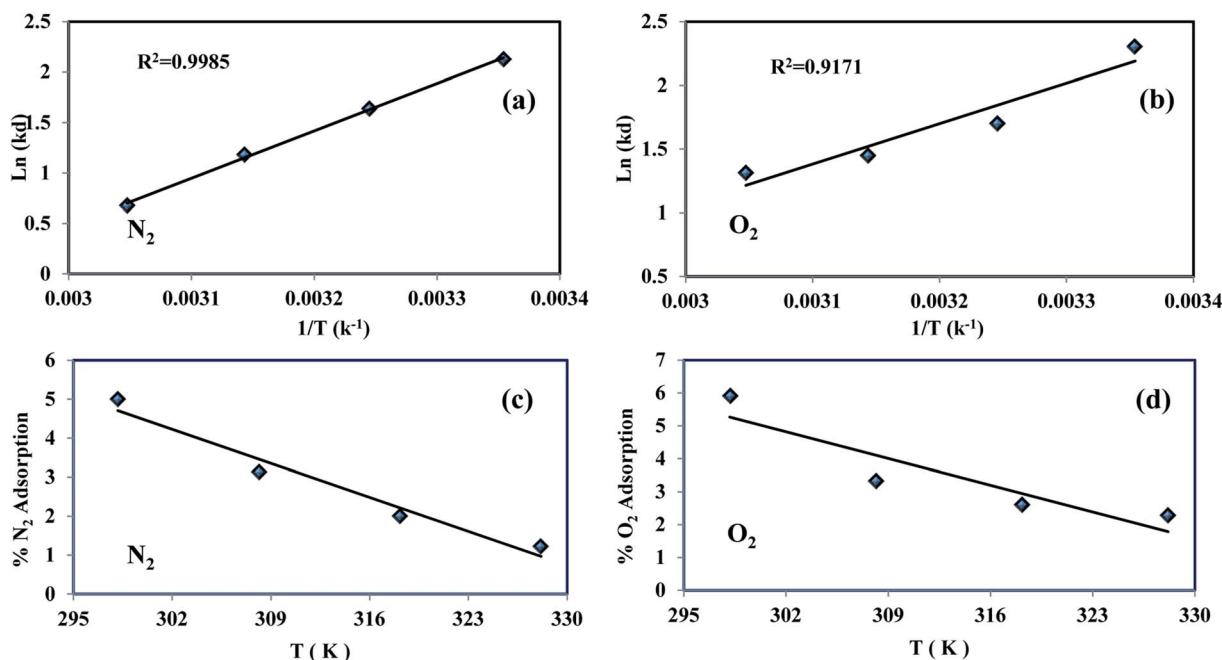 2.5
2
1.5
1
0.5
0
Ln (kd)
R²=0.9985
(a)
N₂
0.003 0.0031 0.0032 0.0033 0.0034
1/T (k⁻¹)
2.5
2
1.5
1
0.5
Ln (kd)
R²=0.9171
(b)
O₂
0.003 0.0031 0.0032 0.0033 0.0034
1/T (k⁻¹)
6
5
4
3
2
1
0
% N₂ Adsorption
(c)
N₂
295 302 309 316 323 330
T ( K )
7
6
5
4
3
2
1
0
% O₂ Adsorption
(d)
O₂
295 302 309 316 323 330
T ( K )